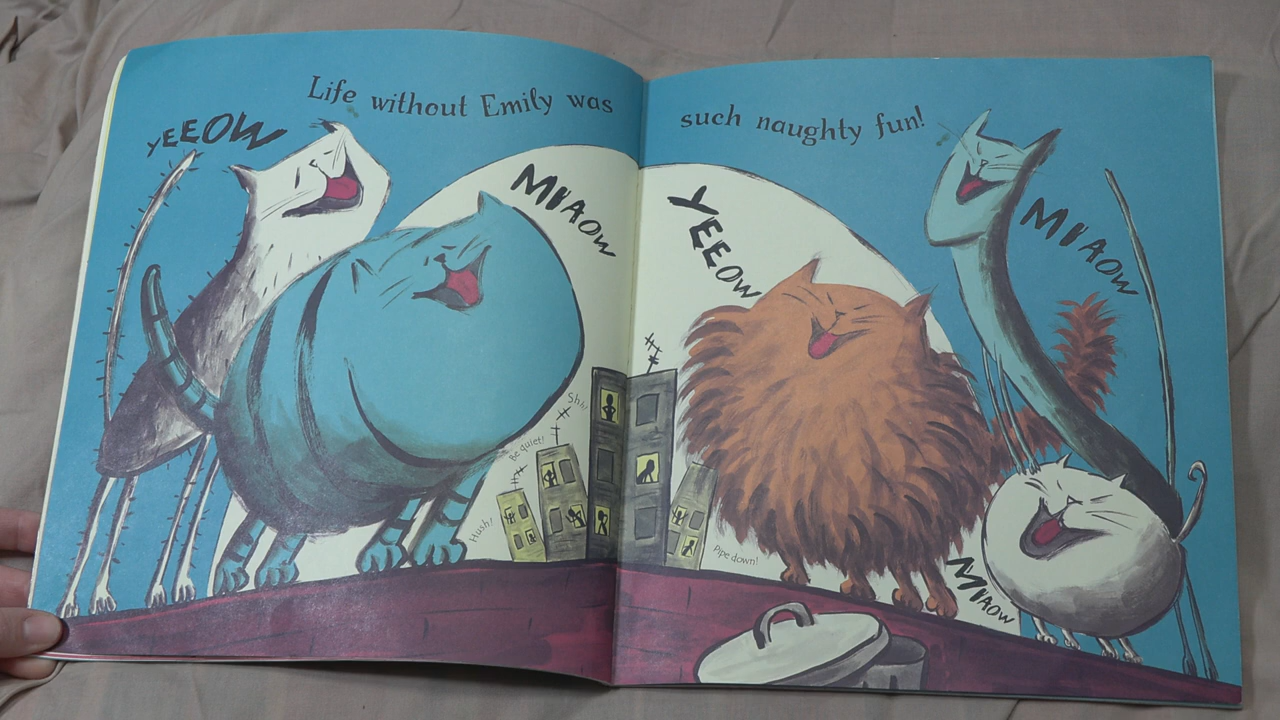 Life without Emily was
such naughty fun!
YEEOW
MIAOW
Shh!
Be quiet!
Hush!
YEEOW
MIAOW
Pipe down!
MIAOW